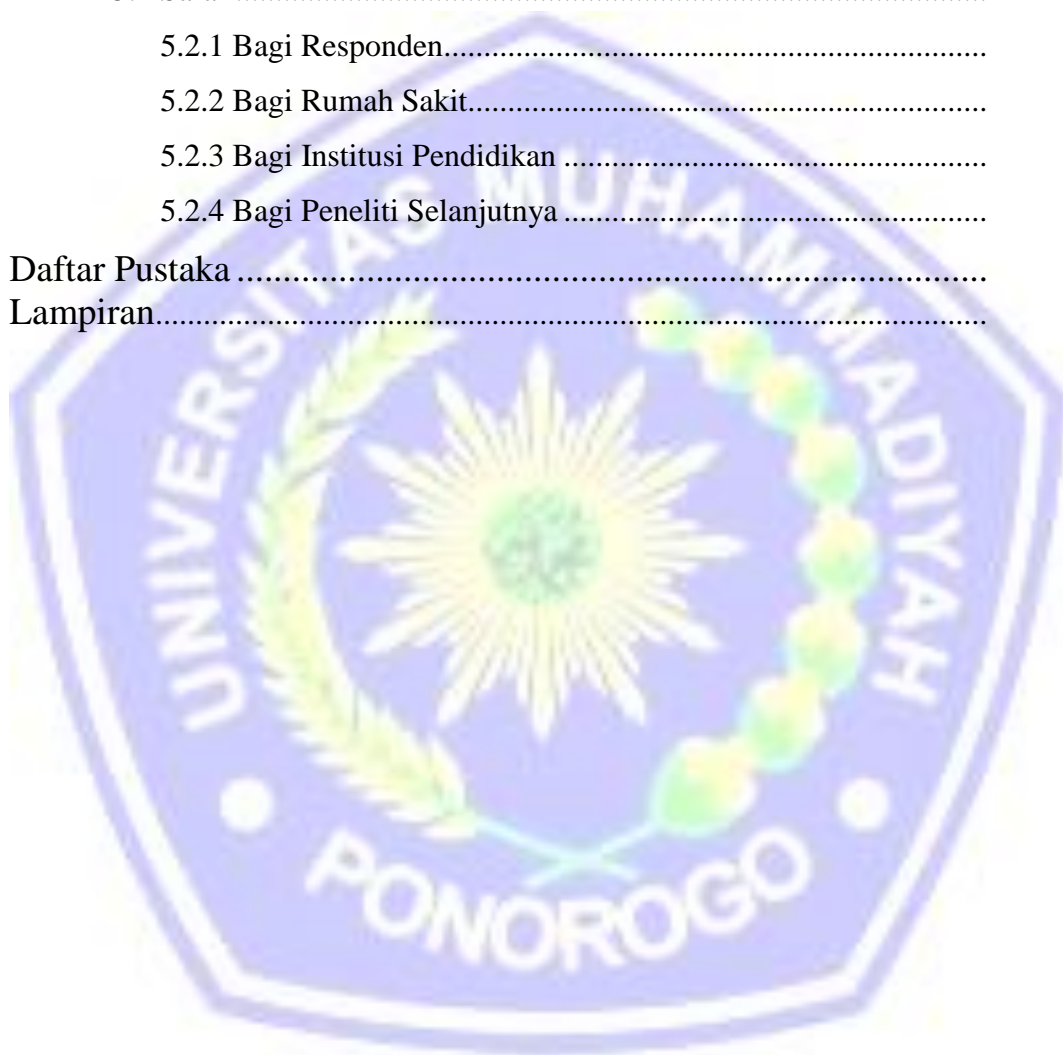 5.2.1 Bagi Responden......................................................................
5.2.2 Bagi Rumah Sakit...................................................................
5.2.3 Bagi Institusi Pendidikan .......................................................
5.2.4 Bagi Peneliti Selanjutnya .......................................................
Daftar Pustaka ..................................................................................
Lampiran...........................................................................................
UNIVERSITAS MUHAMMADIYAH
PONOROGO